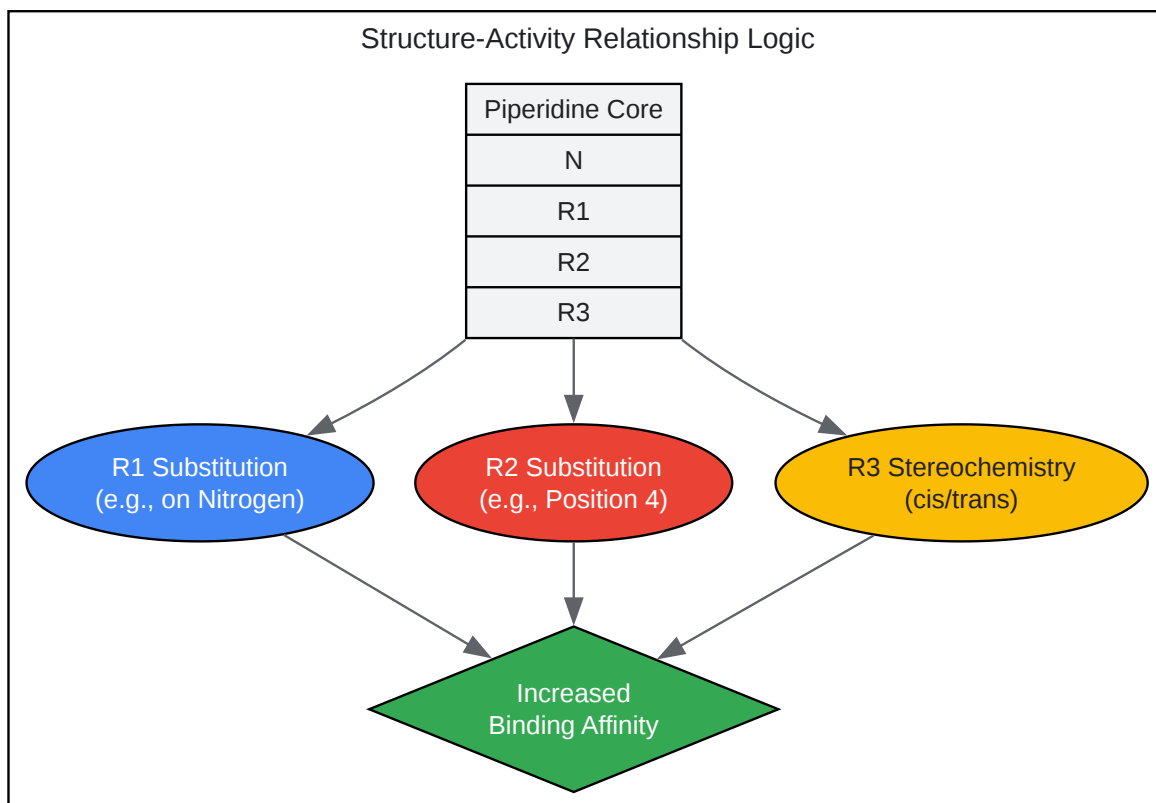 Structure-Activity Relationship Logic
Piperidine Core
N
R1
R2
R3
R1 Substitution
(e.g., on Nitrogen)
R2 Substitution
(e.g., Position 4)
R3 Stereochemistry
(cis/trans)
Increased
Binding Affinity